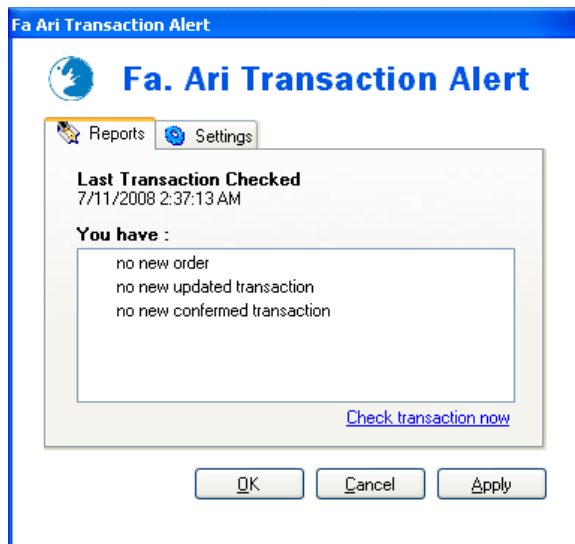 Fa Ari Transaction Alert
Fa. Ari Transaction Alert
Reports Settings
Last Transaction Checked
7/11/2008 2:37:13 AM
You have :
no new order
no new updated transaction
no new confermed transaction
Check transaction now
OK Cancel Apply